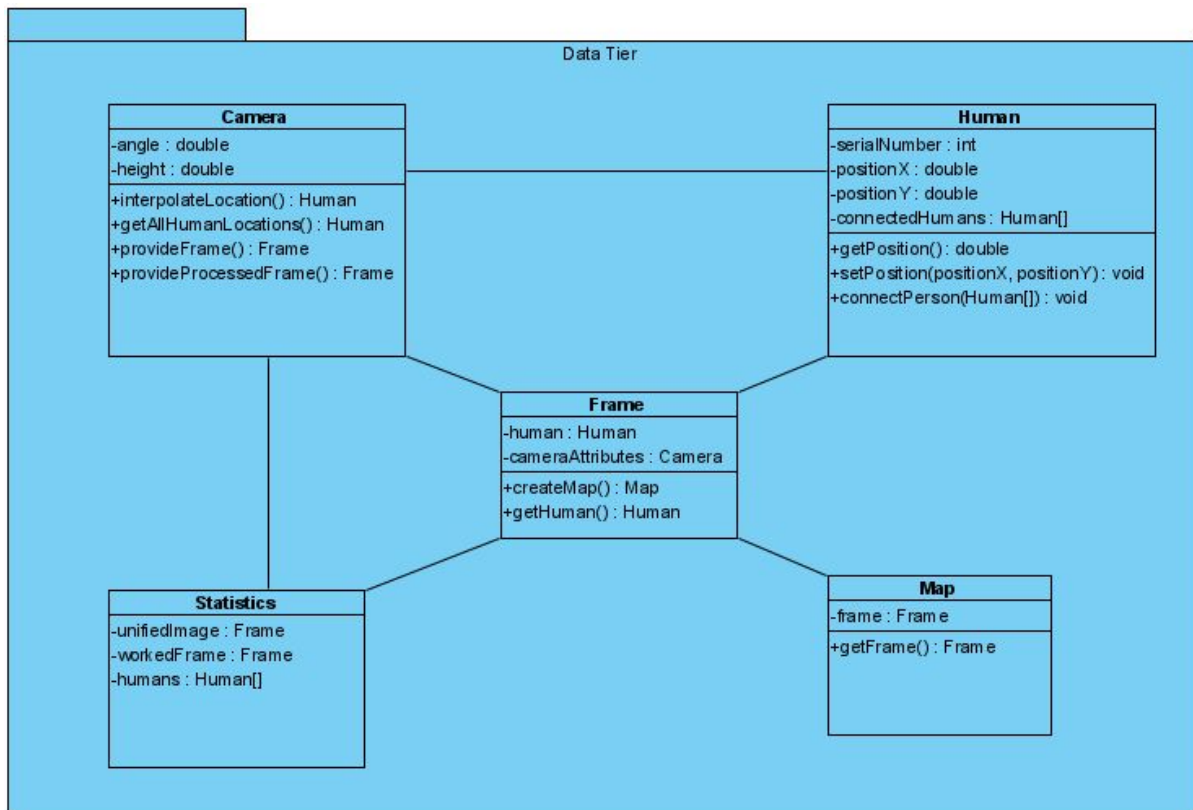 Data Tier
Camera
-angle : double
-height : double
+interpolateLocation() : Human
+getAllHumanLocations() : Human
+provideFrame() : Frame
+provideProcessedFrame() : Frame
Human
-serialNumber : int
-positionX : double
-positionY : double
-connectedHumans : Human[]
+getPosition() : double
+setPosition(positionX, positionY) : void
+connectPerson(Human[]) : void
Frame
-human : Human
-cameraAttributes : Camera
+createMap() : Map
+getHuman() : Human
Statistics
-unifiedImage : Frame
-workedFrame : Frame
-humans : Human[]
Map
-frame : Frame
+getFrame() : Frame